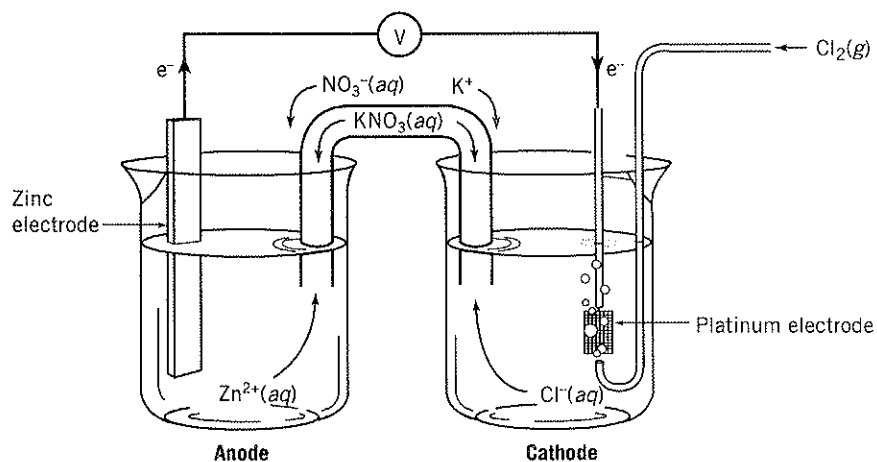 V
Cl₂(g)
e⁻
e⁻
NO₃⁻(aq)
K⁺
KNO₃(aq)
Zinc
electrode
Platinum electrode
Zn²⁺(aq)
Cl⁻(aq)
Anode
Cathode